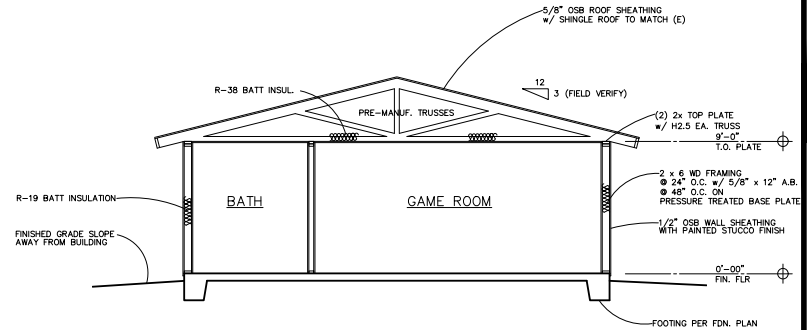 5/8" OSB ROOF SHEATHING
w/ SHINGLE ROOF TO MATCH (E)
12
3 (FIELD VERIFY)
R-38 BATT INSUL.
PRE-MANUF. TRUSSES
(2) 2x TOP PLATE
w/ H2.5 EA. TRUSS
9'-0"
T.O. PLATE
2 x 6 WD FRAMING
@ 24" O.C. w/ 5/8" x 12" A.B.
@ 48" O.C. ON
PRESSURE TREATED BASE PLATE
R-19 BATT INSULATION
BATH
GAME ROOM
1/2" OSB WALL SHEATHING
WITH PAINTED STUCCO FINISH
FINISHED GRADE SLOPE
AWAY FROM BUILDING
0'-00"
FIN. FLR
FOOTING PER FDN. PLAN